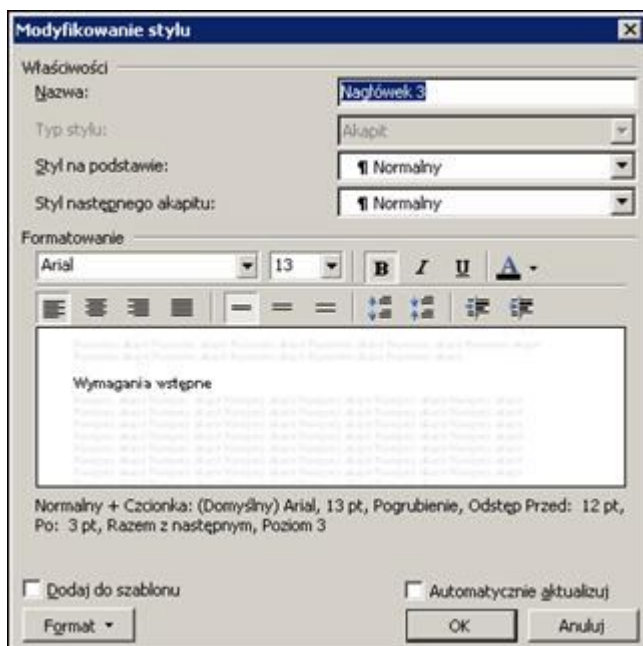 Modyfikowanie stylu
Właściwości
Nazwa:
Nagłówek 3
Typ stylu:
Akapit
Styl na podstawie:
¶ Normalny
Styl następnego akapitu:
¶ Normalny
Formatowanie
Arial
13
B I U A
Wymagania wstępne
Normalny + Czcionka: (Domyślny) Arial, 13 pt, Pogrubienie, Odstęp Przed: 12 pt,
Po: 3 pt, Razem z następnym, Poziom 3
Dodaj do szablonu
Automatycznie aktualizuj
Format
OK
Anuluj